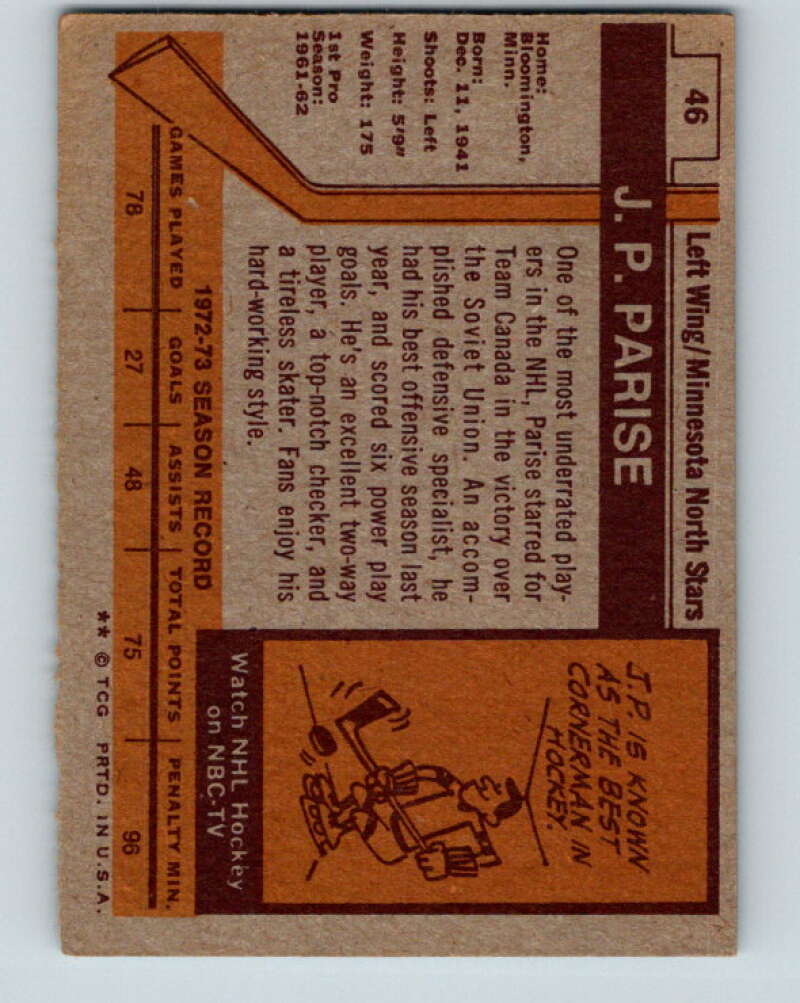 46
Left Wing/Minnesota North Stars
J. P. PARISE
Home:
Bloomington,
Minn.
Born:
Dec. 11, 1941
Shoots: Left
Height: 5'9"
Weight: 175
1st Pro
Season:
1961-62
One of the most underrated play-
ers in the NHL, Parise starred for
Team Canada in the victory over
the Soviet Union. An accom-
plished defensive specialist, he
had his best offensive season last
year, and scored six power play
goals. He's an excellent two-way
player, a top-notch checker, and
a tireless skater. Fans enjoy his
hard-working style.
J.P. IS KNOWN
AS THE BEST
CORNERMAN IN
HOCKEY.
Watch NHL Hockey
on NBC-TV
1972-73 SEASON RECORD
GAMES PLAYED | GOALS | ASSISTS | TOTAL POINTS | PENALTY MIN.
78 27 48 75 96
** © TCG PRTD. IN U.S.A.